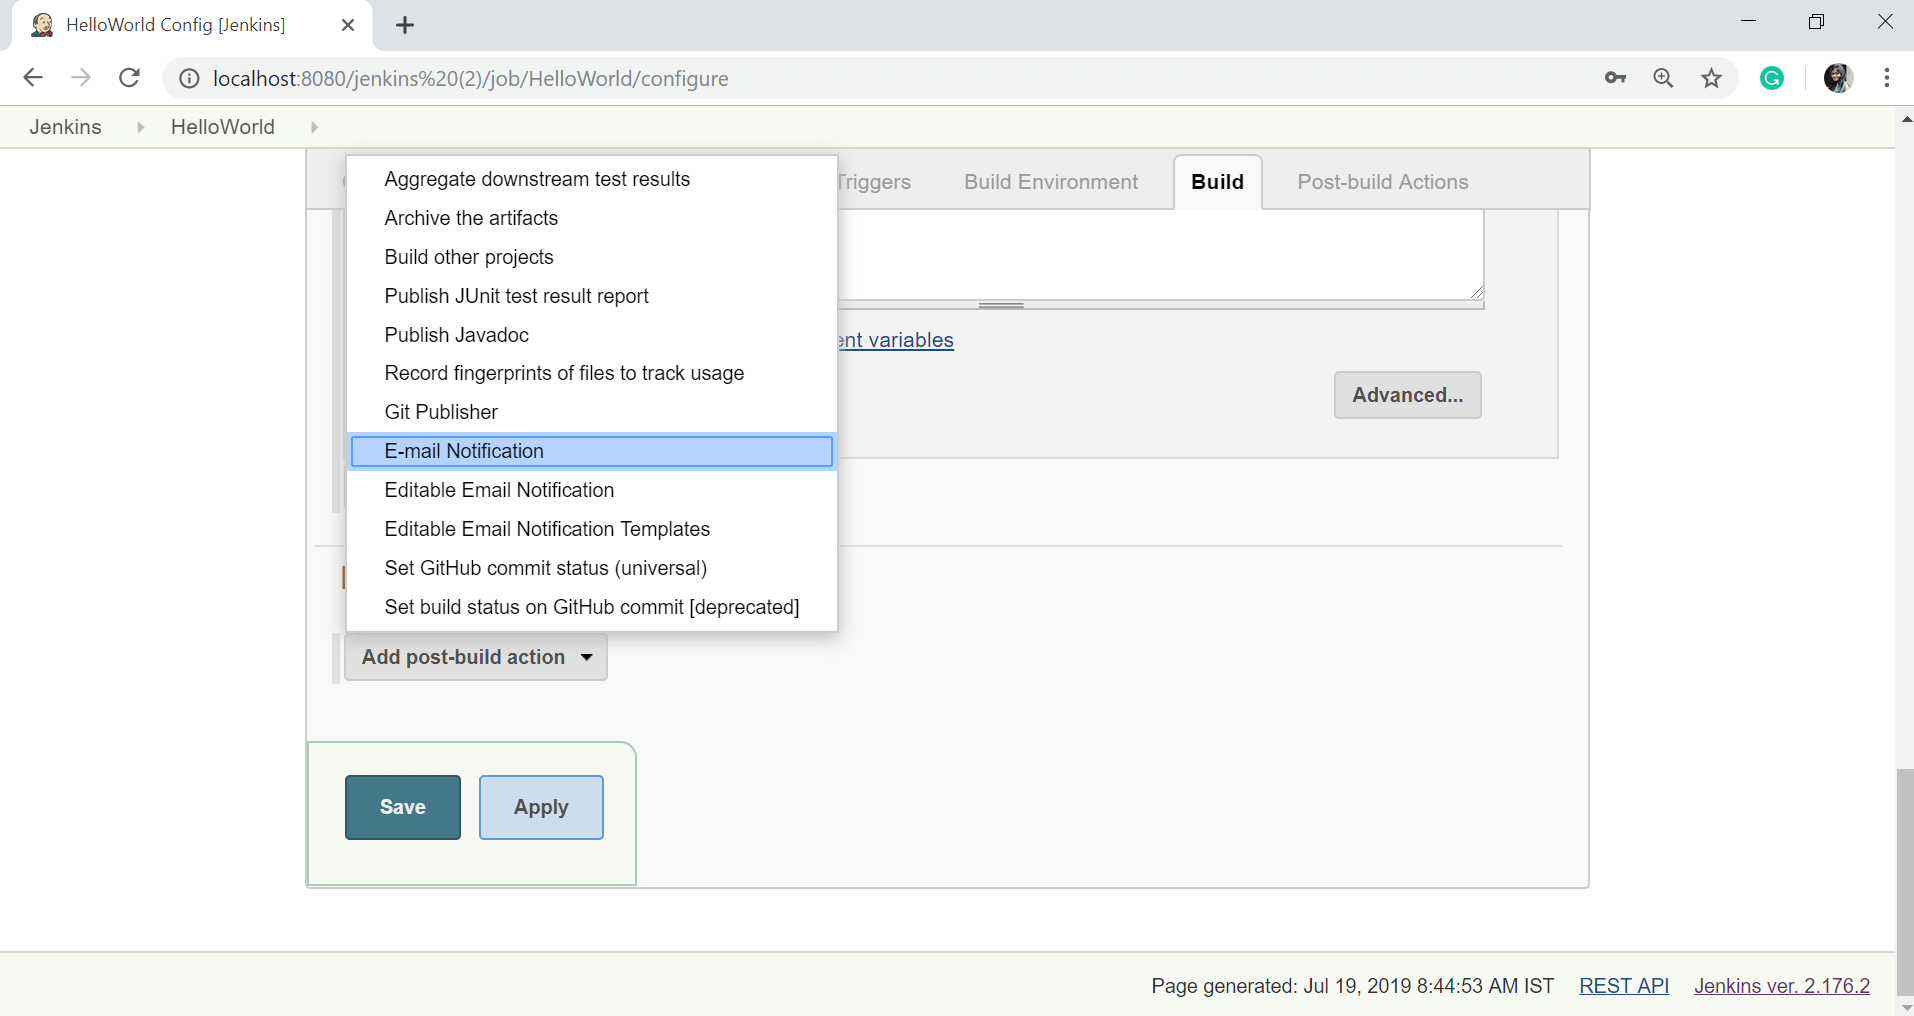 HelloWorld Config [Jenkins]
localhost:8080/jenkins%20(2)/job/HelloWorld/configure
Jenkins HelloWorld
Triggers Build Environment Build Post-build Actions
Aggregate downstream test results
Archive the artifacts
Build other projects
Publish JUnit test result report
Publish Javadoc
Record fingerprints of files to track usage
Git Publisher
E-mail Notification
Editable Email Notification
Editable Email Notification Templates
Set GitHub commit status (universal)
Set build status on GitHub commit [deprecated]
ent variables
Advanced...
Add post-build action
Save Apply
Page generated: Jul 19, 2019 8:44:53 AM IST REST API Jenkins ver. 2.176.2